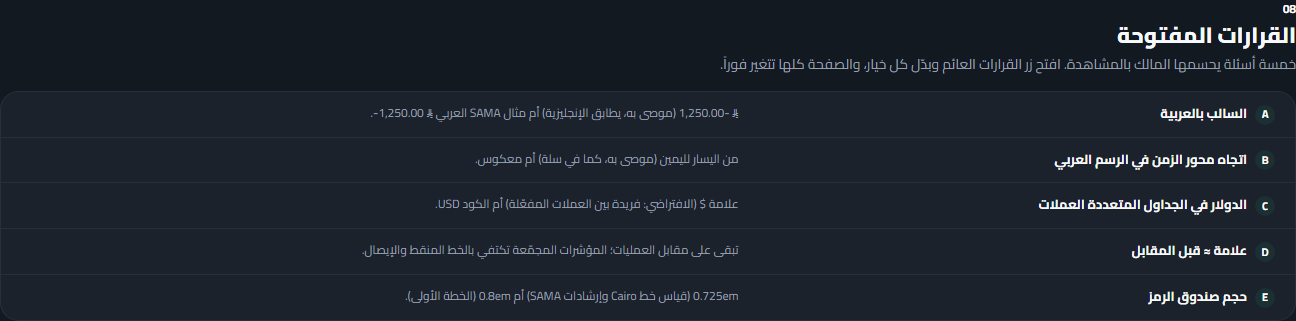 08
القرارات المفتوحة
خمسة أسئلة يحسمها المالك بالمشاهدة. افتح زر القرارات العائم وبدّل كل خيار، والصفحة كلها تتغير فوراً.
A السالب بالعربية
⃁ -1,250.00 (موصى به، يطابق الإنجليزية) أم مثال SAMA العربي ⃁ 1,250.00-.
B اتجاه محور الزمن في الرسم العربي
من اليسار لليمين (موصى به، كما في سلة) أم معكوس.
C الدولار في الجداول المتعددة العملات
علامة $ (الافتراضي: فريدة بين العملات المفعّلة) أم الكود USD.
D علامة ≈ قبل المقابل
تبقى على مقابل العمليات؛ المؤشرات المجمّعة تكتفي بالخط المنقط والإيصال.
E حجم صندوق الرمز
0.725em (قياس خط Cairo وإرشادات SAMA) أم 0.8em (الخطة الأولى).